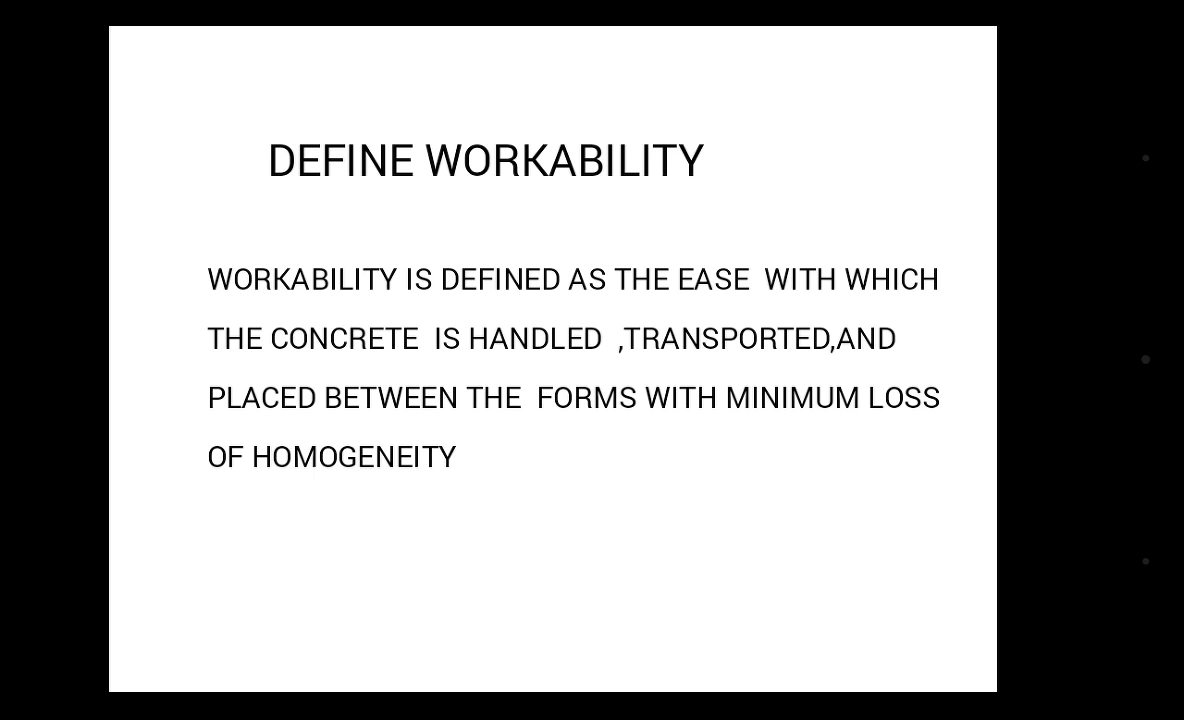 DEFINE WORKABILITY
WORKABILITY IS DEFINED AS THE EASE  WITH WHICH
THE CONCRETE  IS HANDLED  ,TRANSPORTED,AND
PLACED BETWEEN THE  FORMS WITH MINIMUM LOSS
OF HOMOGENEITY